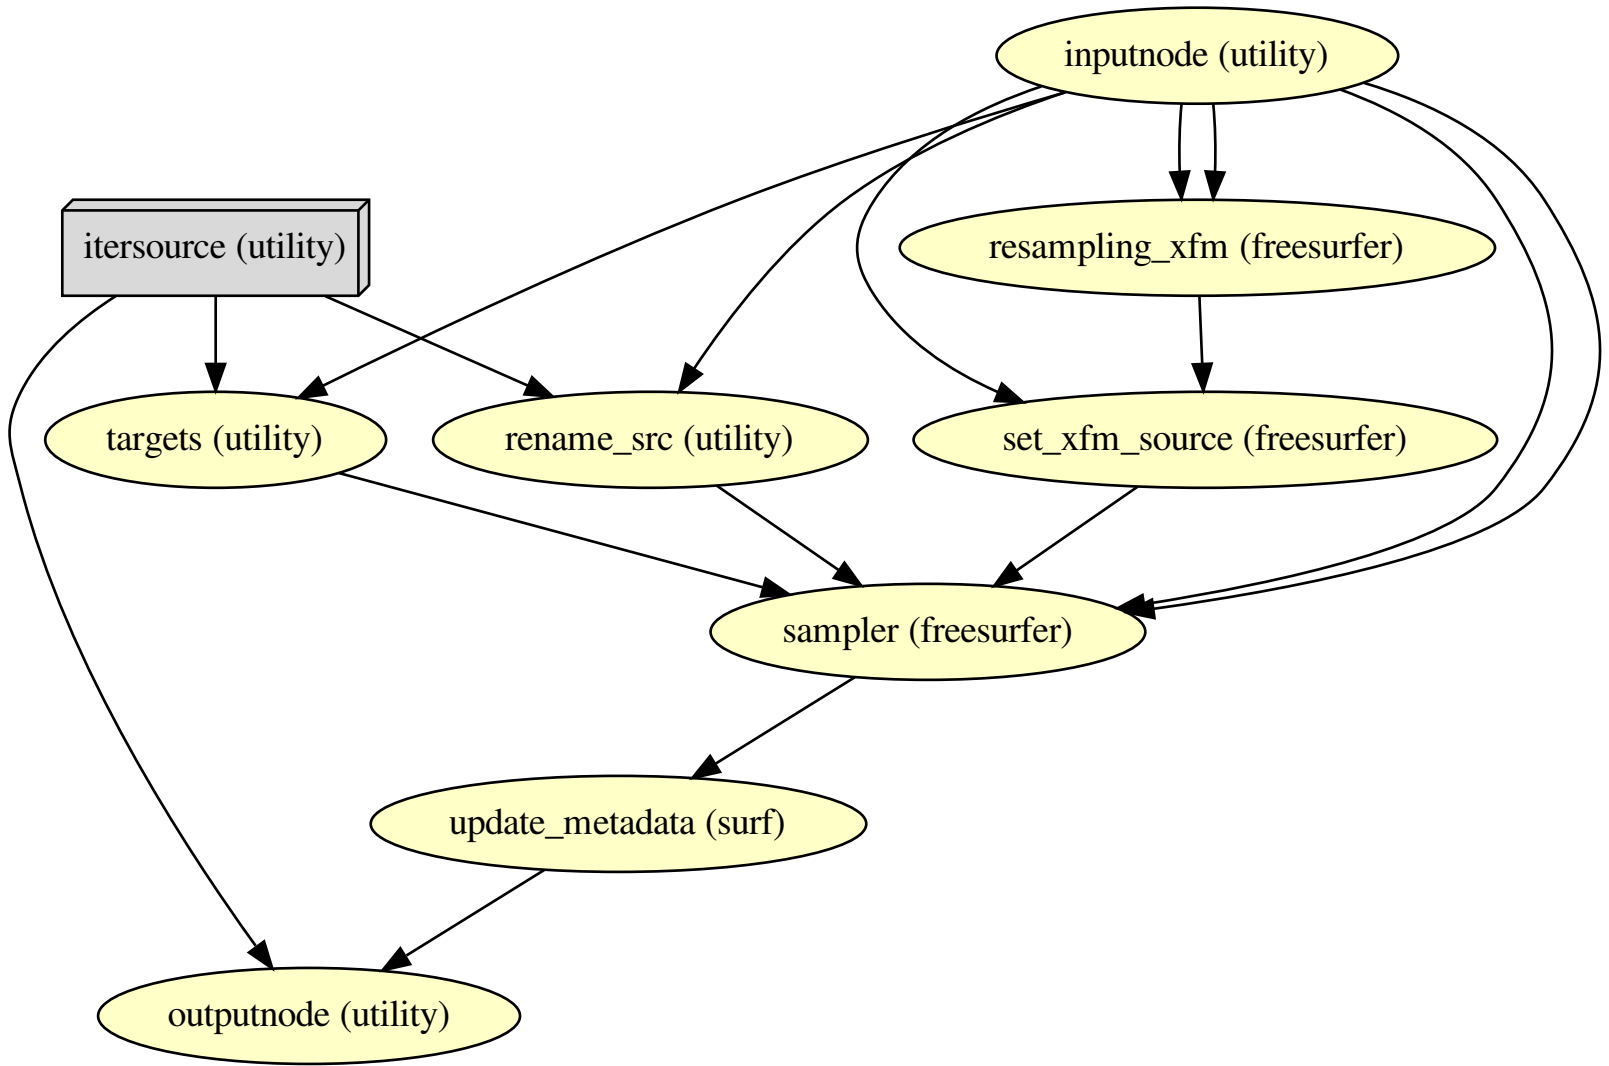 inputnode (utility)
itersource (utility)
resampling_xfm (freesurfer)
targets (utility)
rename_src (utility)
set_xfm_source (freesurfer)
sampler (freesurfer)
update_metadata (surf)
outputnode (utility)